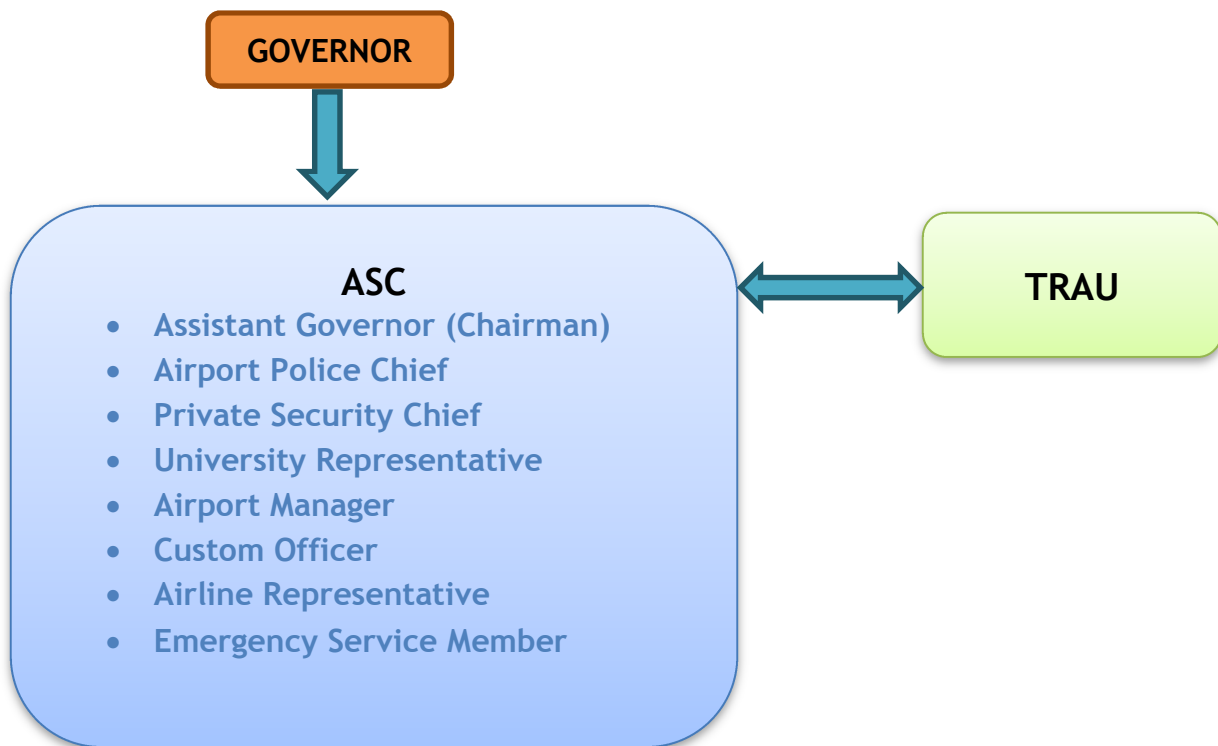 GOVERNOR
ASC
• Assistant Governor (Chairman)
• Airport Police Chief
• Private Security Chief
• University Representative
• Airport Manager
• Custom Officer
• Airline Representative
• Emergency Service Member
TRAU